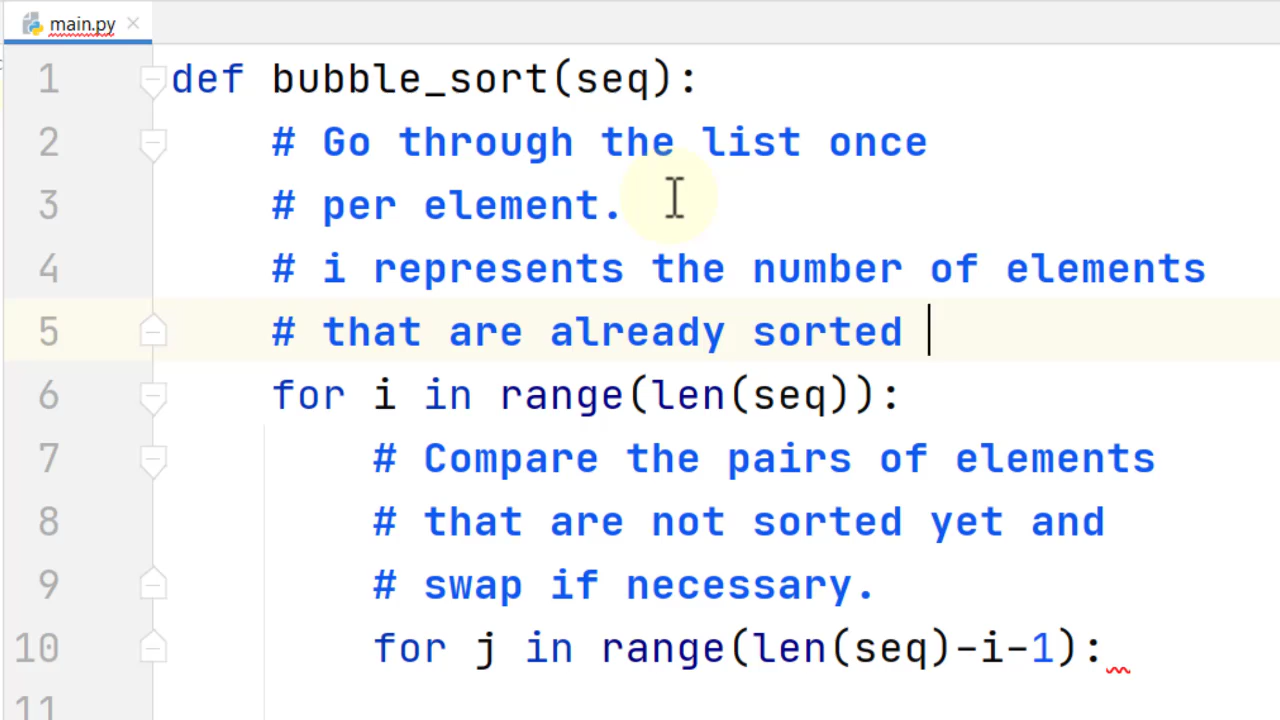 main.py
1 def bubble_sort(seq):
2 # Go through the list once
3 # per element.
4 # i represents the number of elements
5 # that are already sorted
6 for i in range(len(seq)):
7 # Compare the pairs of elements
8 # that are not sorted yet and
9 # swap if necessary.
10 for j in range(len(seq)-i-1):
11